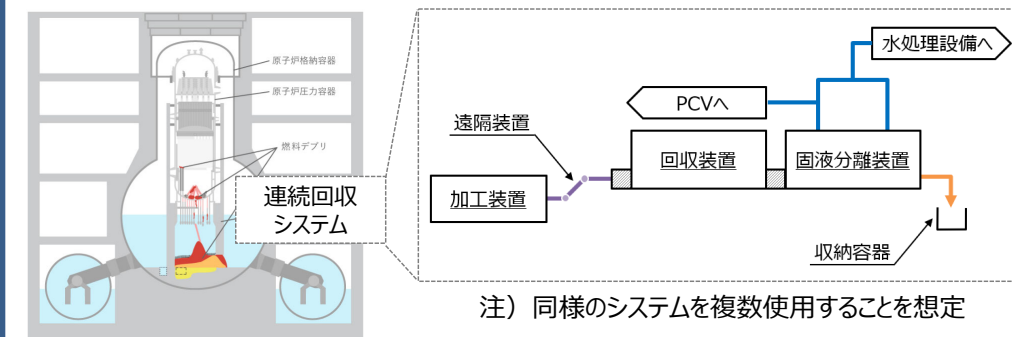 原子炉格納容器
原子炉圧力容器
燃料デブリ
連続回収
システム
水処理設備へ
PCVへ
遠隔装置
回収装置
固液分離装置
加工装置
収納容器
注）同様のシステムを複数使用することを想定